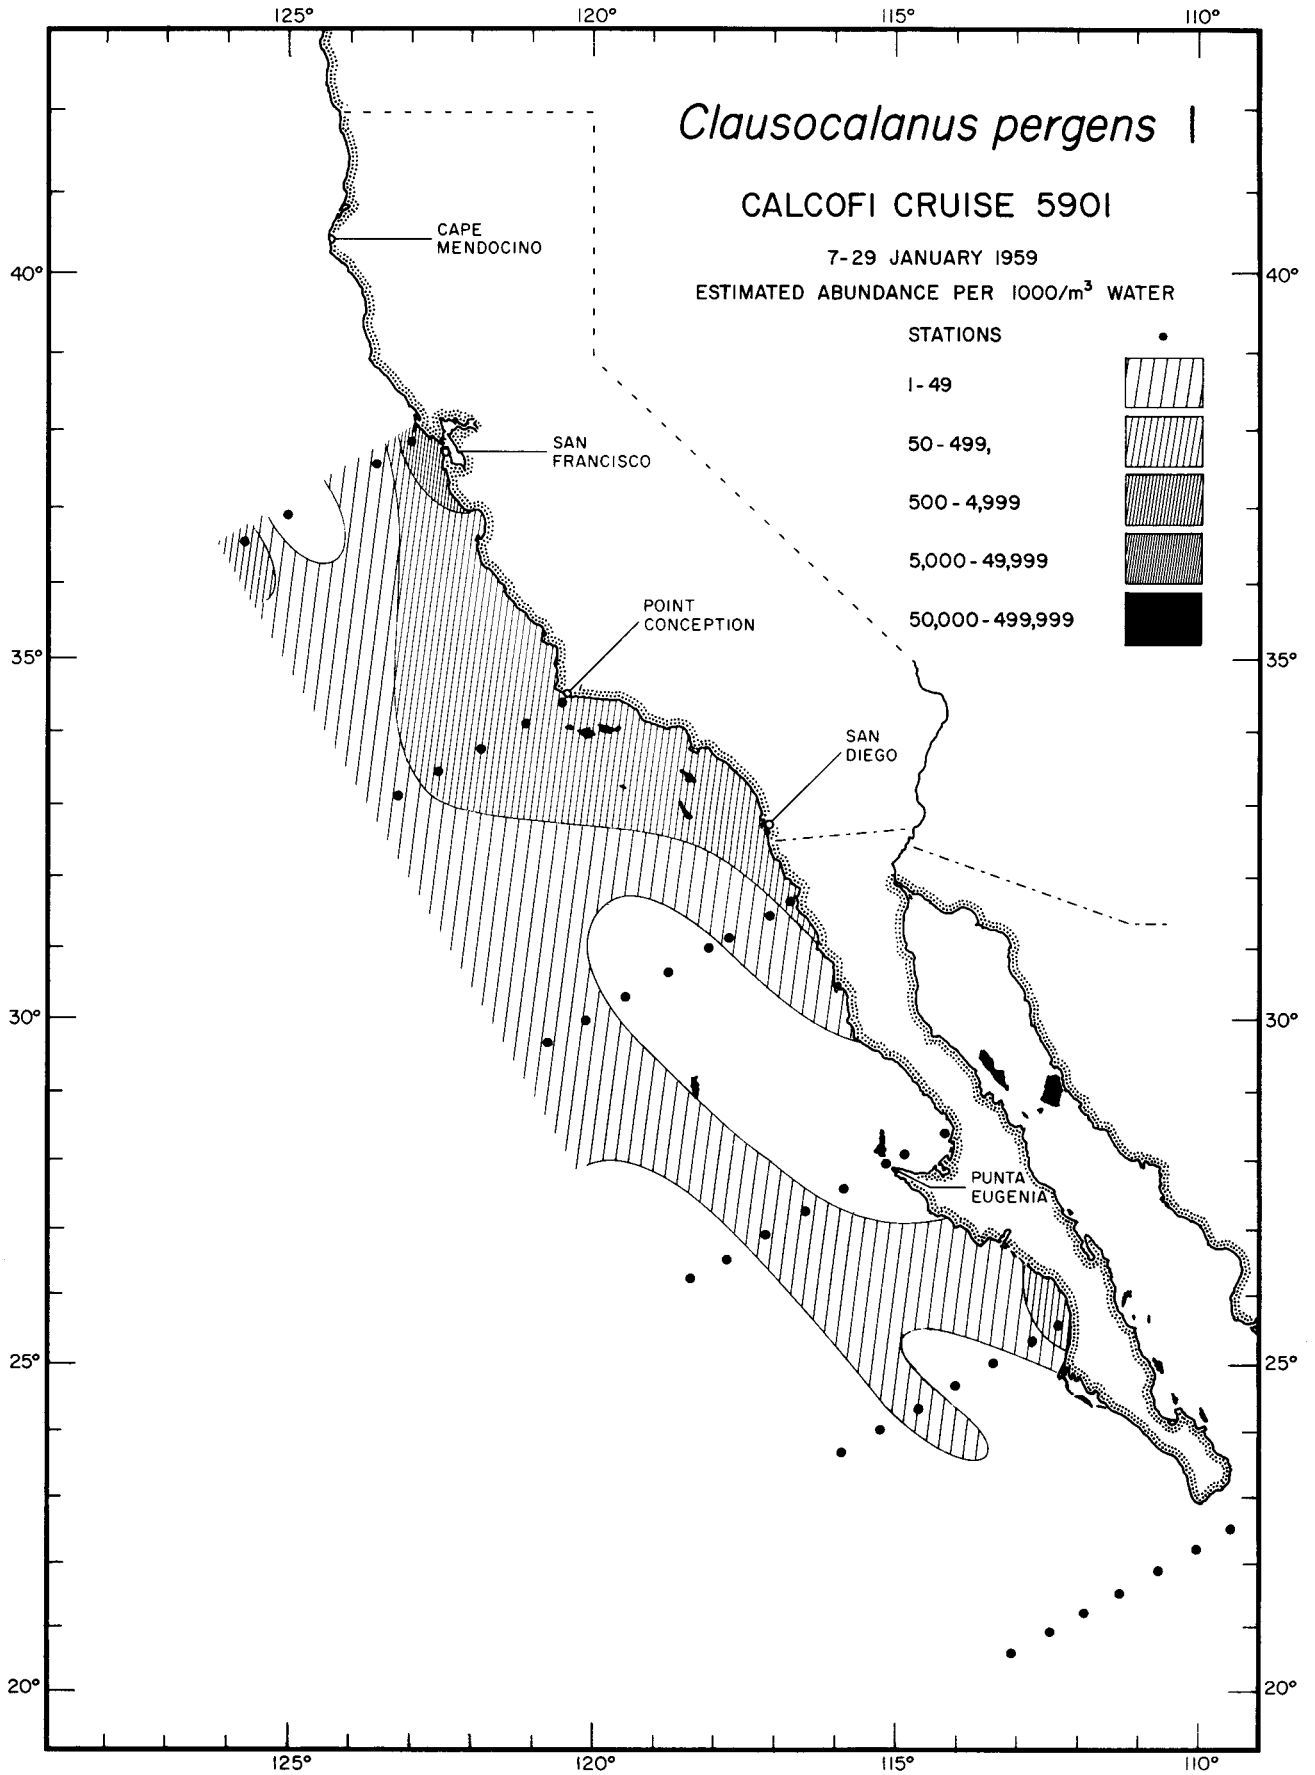 125° 120° 115° 110°
Clausocalanus pergens I
CALCOFI CRUISE 5901
7-29 JANUARY 1959
ESTIMATED ABUNDANCE PER 1000/m³ WATER
STATIONS
1-49
50-499,
500-4,999
5,000-49,999
50,000-499,999
CAPE
MENDOCINO
40° 40°
SAN
FRANCISCO
POINT
CONCEPTION
35° 35°
SAN
DIEGO
30° 30°
PUNTA
EUGENIA
25° 25°
20° 20°
125° 120° 115° 110°